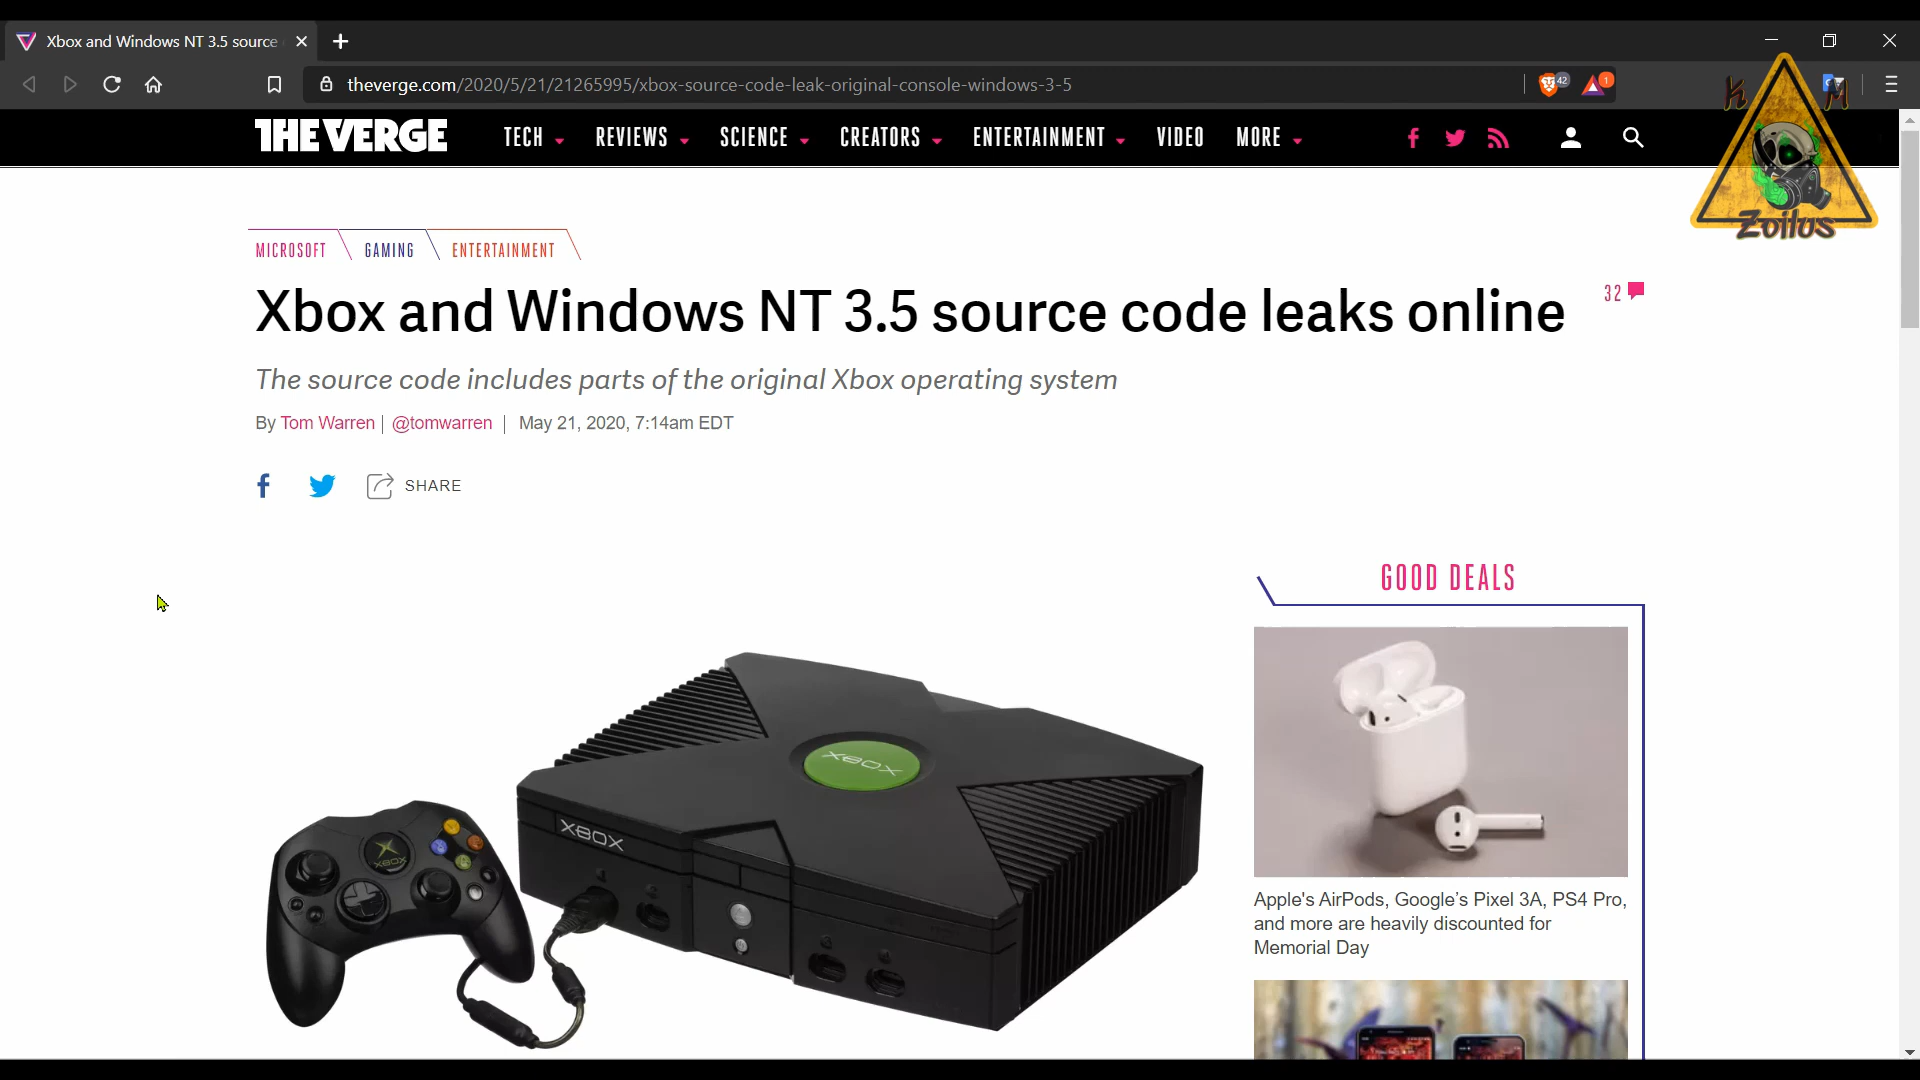 Xbox and Windows NT 3.5 source
theverge.com/2020/5/21/21265995/xbox-source-code-leak-original-console-windows-3-5
42
1
K M
Zoilus
THE VERGE
TECH
REVIEWS
SCIENCE
CREATORS
ENTERTAINMENT
VIDEO
MORE
MICROSOFT
GAMING
ENTERTAINMENT
Xbox and Windows NT 3.5 source code leaks online
32
The source code includes parts of the original Xbox operating system
By Tom Warren | @tomwarren | May 21, 2020, 7:14am EDT
SHARE
GOOD DEALS
XBOX
XBOX
XBOX
Apple's AirPods, Google’s Pixel 3A, PS4 Pro,
and more are heavily discounted for
Memorial Day